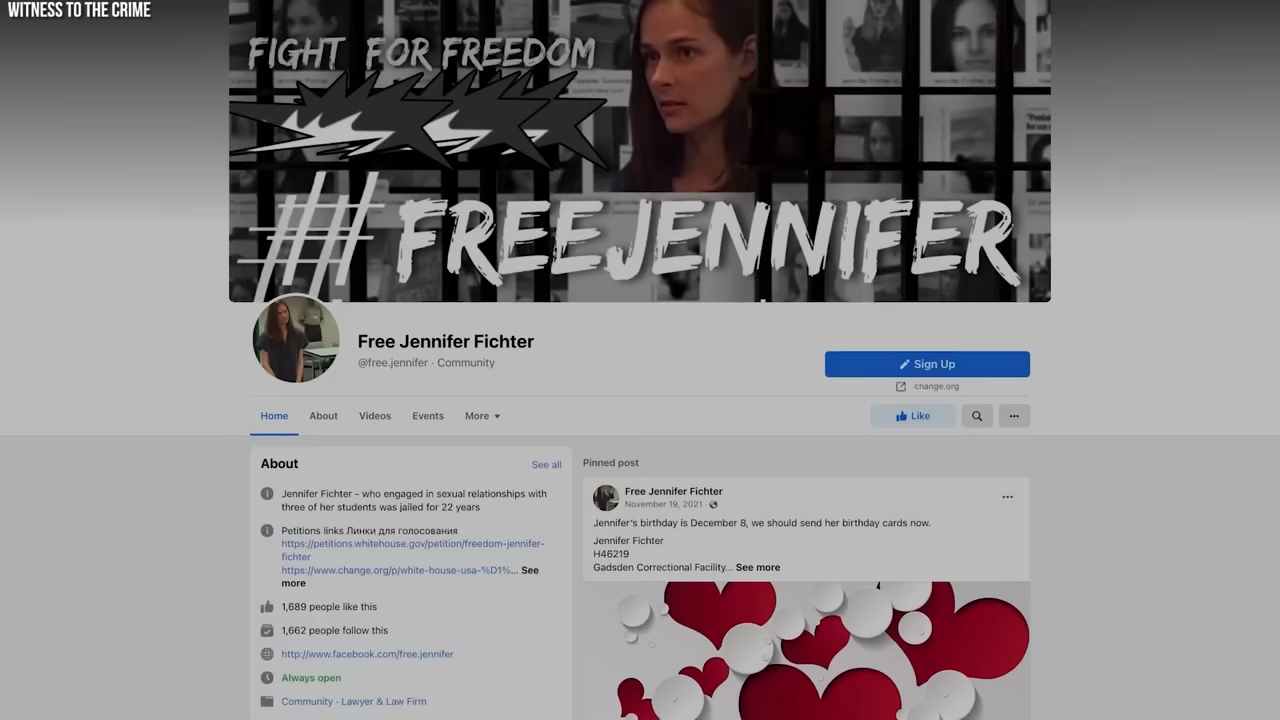 WITNESS TO THE CRIME
FIGHT FOR FREEDOM
#FREEJENNIFER
Free Jennifer Fichter
@free.jennifer · Community
Sign Up
change.org
Home About Videos Events More
Like
About
See all
Jennifer Fichter - who engaged in sexual relationships with
three of her students was jailed for 22 years
Petitions links Линки для голосования
https://petitions.whitehouse.gov/petition/freedom-jennifer-
fichter
https://www.change.org/p/white-house-usa-%D1%... See
more
1,689 people like this
1,662 people follow this
http://www.facebook.com/free.jennifer
Always open
Community · Lawyer & Law Firm
Pinned post
Free Jennifer Fichter
November 19, 2021 ·
Jennifer's birthday is December 8, we should send her birthday cards now.
Jennifer Fichter
H46219
Gadsden Correctional Facility... See more